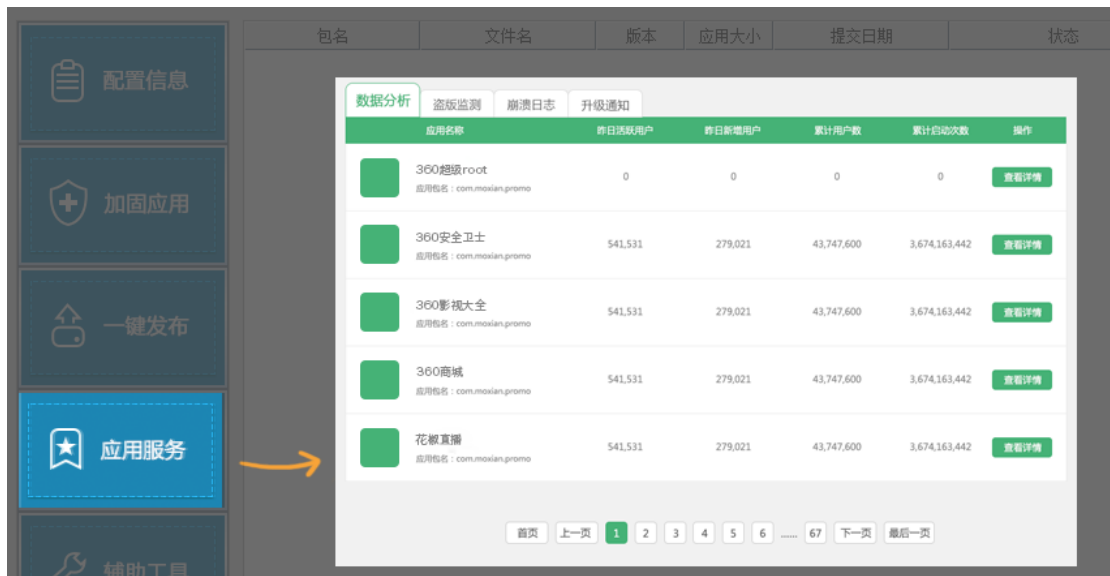 包名 文件名 版本 应用大小 提交日期 状态
配置信息
加固应用
一键发布
应用服务
辅助工具
数据分析 盗版监测 崩溃日志 升级通知
应用名称 昨日活跃用户 昨日新增用户 累计用户数 累计启动次数 操作
360超级root
应用包名：com.moxian.promo
0 0 0 0 查看详情
360安全卫士
应用包名：com.moxian.promo
541,531 279,021 43,747,600 3,674,163,442 查看详情
360影视大全
应用包名：com.moxian.promo
541,531 279,021 43,747,600 3,674,163,442 查看详情
360商城
应用包名：com.moxian.promo
541,531 279,021 43,747,600 3,674,163,442 查看详情
花椒直播
应用包名：com.moxian.promo
541,531 279,021 43,747,600 3,674,163,442 查看详情
首页 上一页 1 2 3 4 5 6 ...... 67 下一页 最后一页